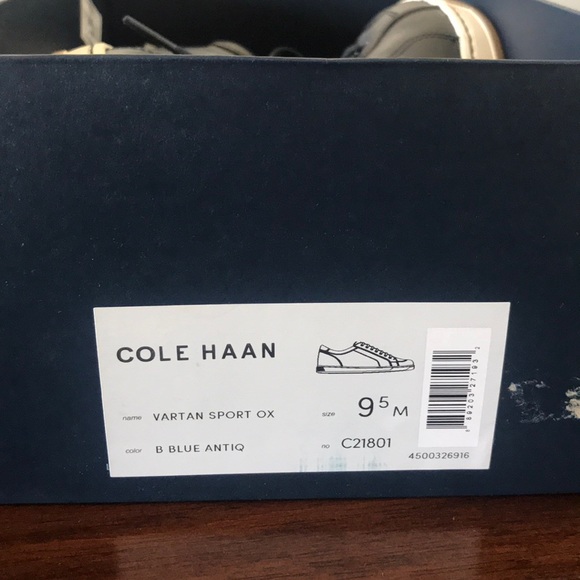 COLE HAAN
name VARTAN SPORT OX size 9 5 M
color B BLUE ANTIQ no C21801
4500326916